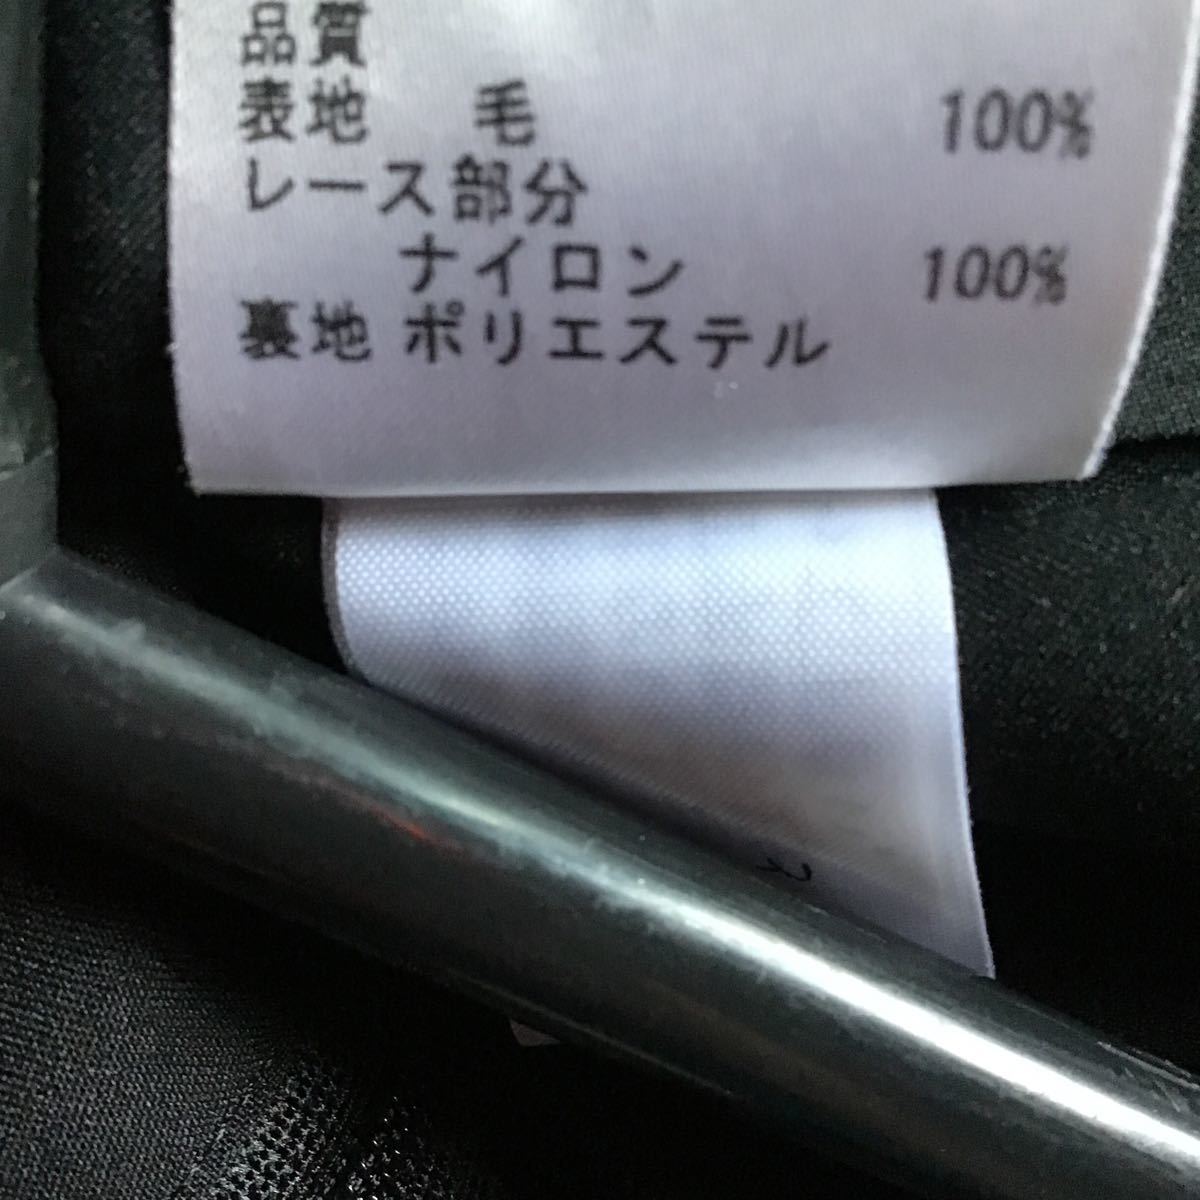 品質
表地 毛 100%
レース部分
ナイロン 100%
裏地 ポリエステル